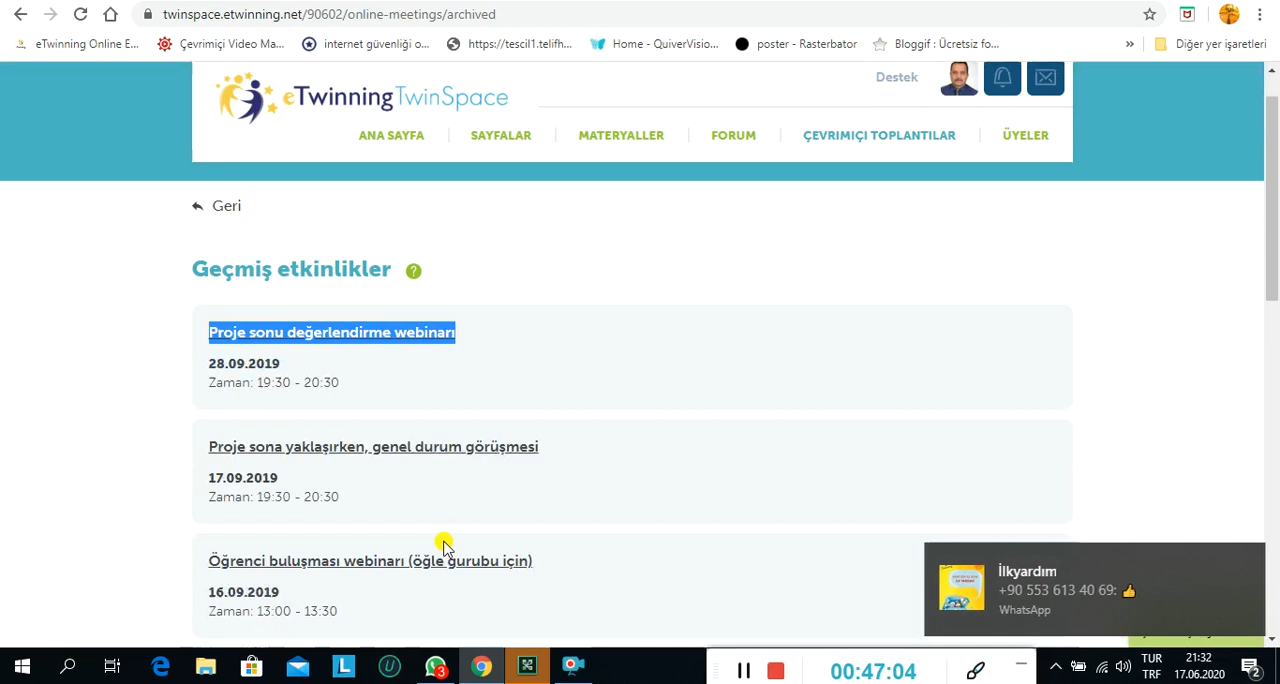 twinspace.etwinning.net/90602/online-meetings/archived
eTwinning Online E...
Çevrimiçi Video Ma...
internet güvenliği o...
https://tescil1.telifh...
Home - QuiverVisio...
poster - Rasterbator
Bloggif : Ücretsiz fo...
»
Diğer yer işaretleri
eTwinningTwinSpace
Destek
ANA SAYFA
SAYFALAR
MATERYALLER
FORUM
ÇEVRIMIÇI TOPLANTILAR
ÜYELER
Geri
Geçmiş etkinlikler ?
Proje sonu değerlendirme webinarı
28.09.2019
Zaman: 19:30 - 20:30
Proje sona yaklaşırken, genel durum görüşmesi
17.09.2019
Zaman: 19:30 - 20:30
Öğrenci buluşması webinarı (öğle gurubu için)
16.09.2019
Zaman: 13:00 - 13:30
İlkyardım
+90 553 613 40 69: 👍
WhatsApp
3
00:47:04
TUR
TRF
21:32
17.06.2020
2